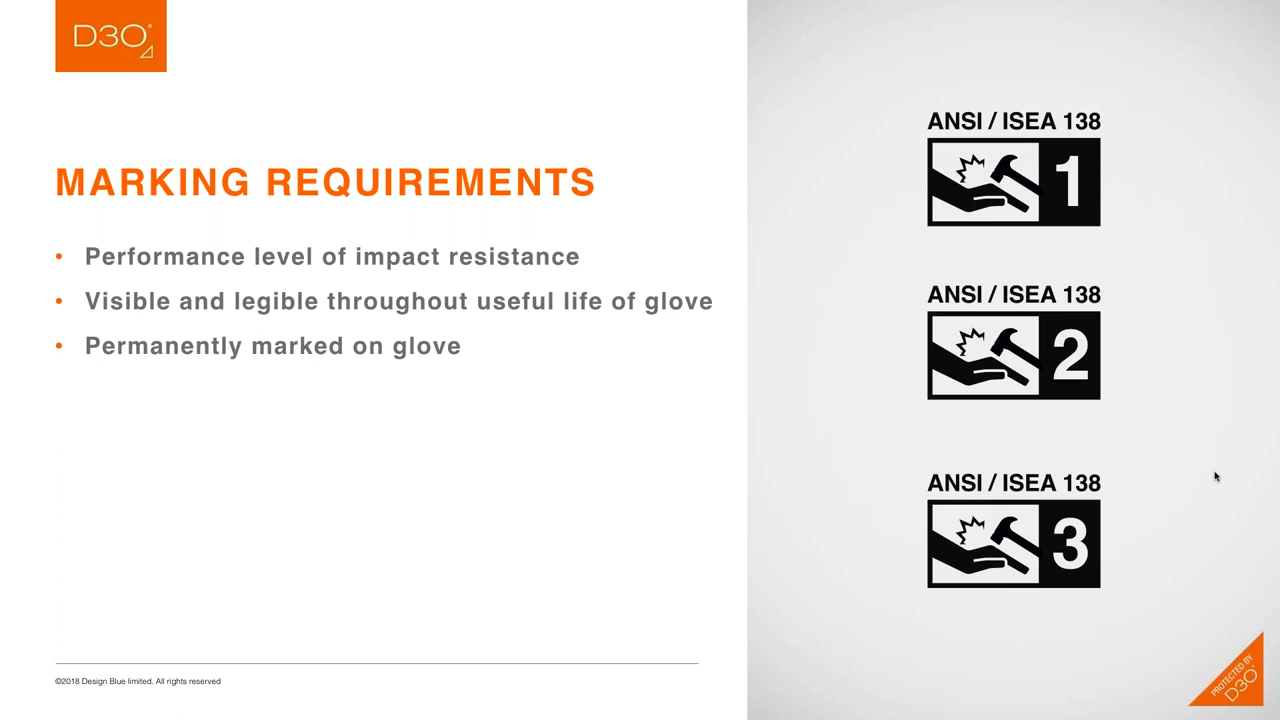 D3O®
MARKING REQUIREMENTS
• Performance level of impact resistance
• Visible and legible throughout useful life of glove
• Permanently marked on glove
©2018 Design Blue limited. All rights reserved
ANSI / ISEA 138
1
ANSI / ISEA 138
2
ANSI / ISEA 138
3
PROTECTED BY
D3O®